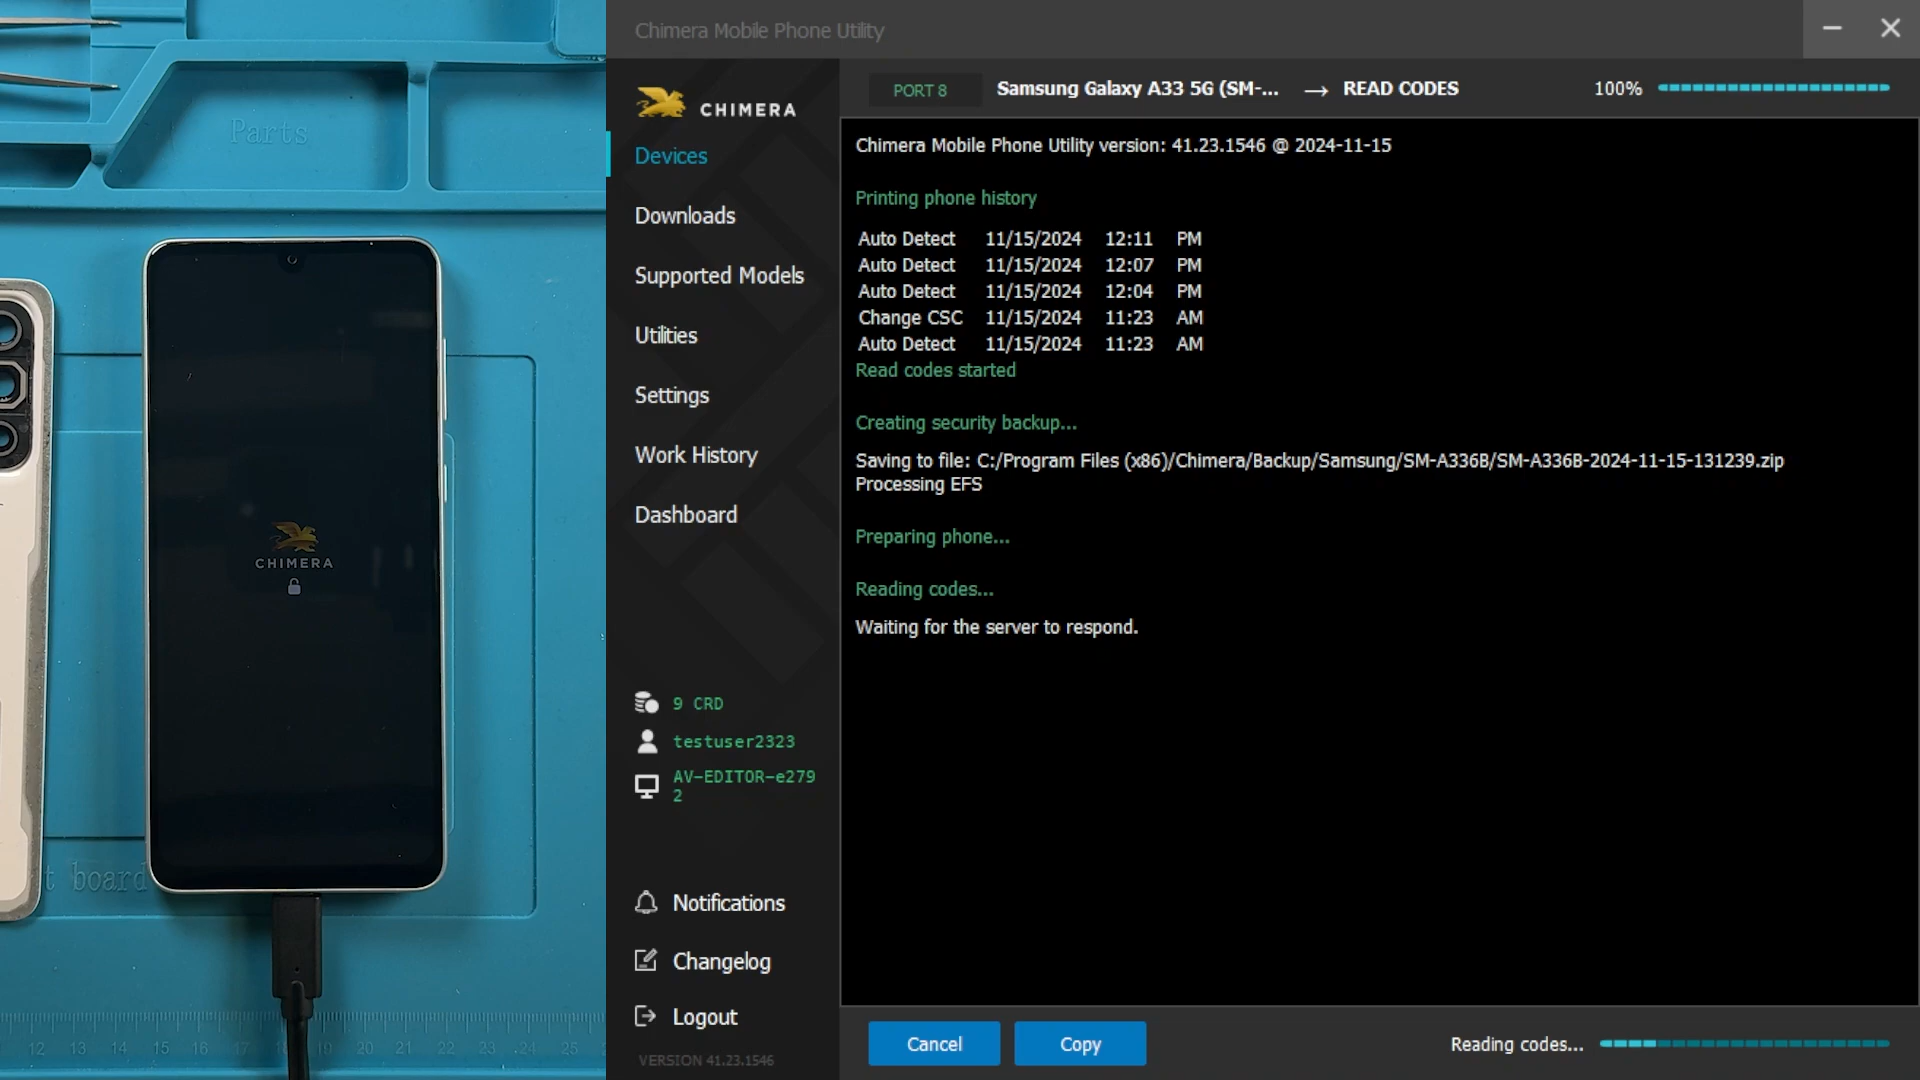 Parts
CHIMERA
t board
12 13 14 15 16 17 18 19 20 21 22 23 24 25
Chimera Mobile Phone Utility
CHIMERA
Devices
Downloads
Supported Models
Utilities
Settings
Work History
Dashboard
9 CRD
testuser2323
AV-EDITOR-e279
2
Notifications
Changelog
Logout
VERSION 41.23.1546
PORT 8
Samsung Galaxy A33 5G (SM-...
→ READ CODES
100%
Chimera Mobile Phone Utility version: 41.23.1546 @ 2024-11-15
Printing phone history
Auto Detect 11/15/2024 12:11 PM
Auto Detect 11/15/2024 12:07 PM
Auto Detect 11/15/2024 12:04 PM
Change CSC 11/15/2024 11:23 AM
Auto Detect 11/15/2024 11:23 AM
Read codes started
Creating security backup...
Saving to file: C:/Program Files (x86)/Chimera/Backup/Samsung/SM-A336B/SM-A336B-2024-11-15-131239.zip
Processing EFS
Preparing phone...
Reading codes...
Waiting for the server to respond.
Cancel
Copy
Reading codes...